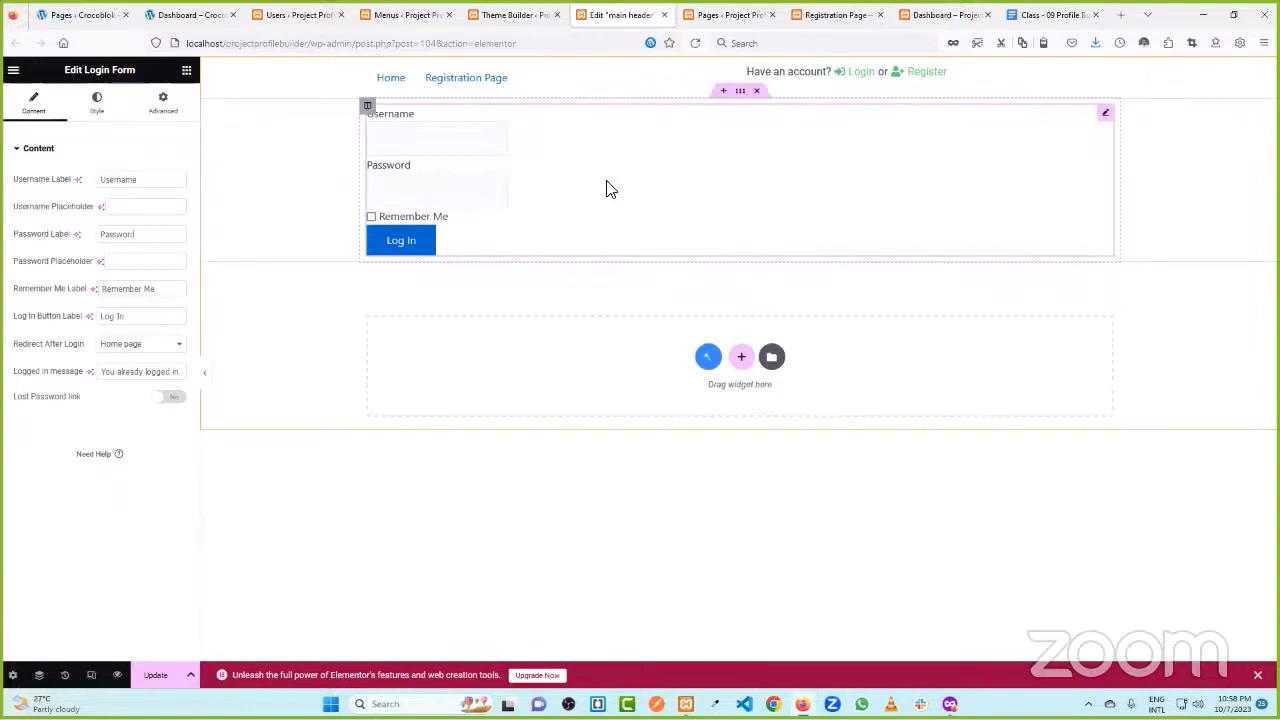 Pages ‹ Crocoblok
Dashboard ‹ Croco
Users ‹ Project Prof
Menus ‹ Project Pro
Theme Builder ‹ Pro
Edit "main header"
Pages ‹ Project Prof
Registration Page –
Dashboard – Project
Class - 09 Profile Bu
localhost/projectprofilebuilder/wp-admin/post.php?post=104&action=elementor
Search
Edit Login Form
Home
Registration Page
Have an account? Login or Register
Content
Style
Advanced
Username
Password
Remember Me
Log In
Content
Username Label
Username
Username Placeholder
Password Label
Password
Password Placeholder
Remember Me Label
Remember Me
Log In Button Label
Log In
Redirect After Login
Home page
Logged in message
You already logged in
Lost Password link
No
Need Help
Drag widget here
zoom
Update
Unleash the full power of Elementor's features and web creation tools.
Upgrade Now
27°C
Partly cloudy
Search
ENG
INTL
10:58 PM
10/7/2023